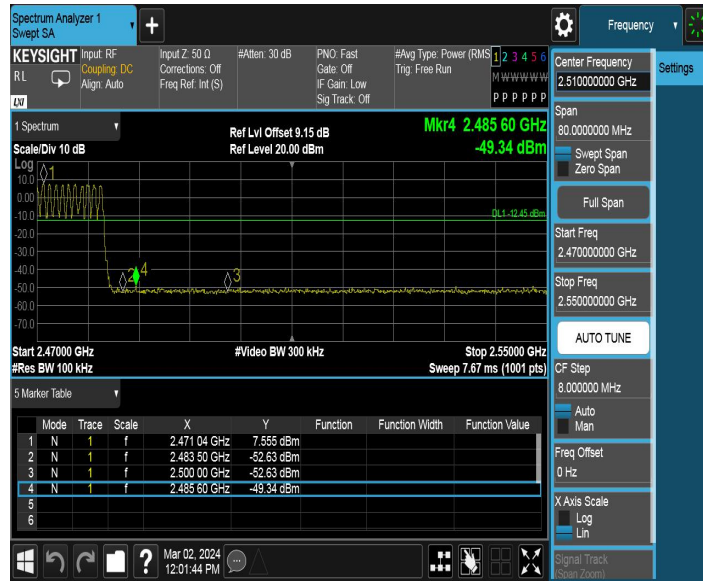 Spectrum Analyzer 1
Swept SA
Frequency
KEYSIGHT
RL
LXI
Input: RF
Coupling: DC
Align: Auto
Input Z: 50 Ω
Corrections: Off
Freq Ref: Int (S)
#Atten: 30 dB
PNO: Fast
Gate: Off
IF Gain: Low
Sig Track: Off
#Avg Type: Power (RMS
Trig: Free Run
1 2 3 4 5 6
M W W W W W
P P P P P P
1 Spectrum
Scale/Div 10 dB
Ref Lvl Offset 9.15 dB
Ref Level 20.00 dBm
Mkr4 2.485 60 GHz
-49.34 dBm
Log
10.0
0.00
-10.0
-20.0
-30.0
-40.0
-50.0
-60.0
-70.0
1
2
4
3
DL1 -12.45 dBm
Start 2.47000 GHz
#Res BW 100 kHz
#Video BW 300 kHz
Stop 2.55000 GHz
Sweep 7.67 ms (1001 pts)
5 Marker Table
Mode Trace Scale X Y Function Function Width Function Value
1 N 1 f 2.471 04 GHz 7.555 dBm
2 N 1 f 2.483 50 GHz -52.63 dBm
3 N 1 f 2.500 00 GHz -52.63 dBm
4 N 1 f 2.485 60 GHz -49.34 dBm
5
6
Mar 02, 2024
12:01:44 PM
Center Frequency
2.510000000 GHz
Settings
Span
80.0000000 MHz
Swept Span
Zero Span
Full Span
Start Freq
2.470000000 GHz
Stop Freq
2.550000000 GHz
AUTO TUNE
CF Step
8.000000 MHz
Auto
Man
Freq Offset
0 Hz
X Axis Scale
Log
Lin
Signal Track
(Span Zoom)